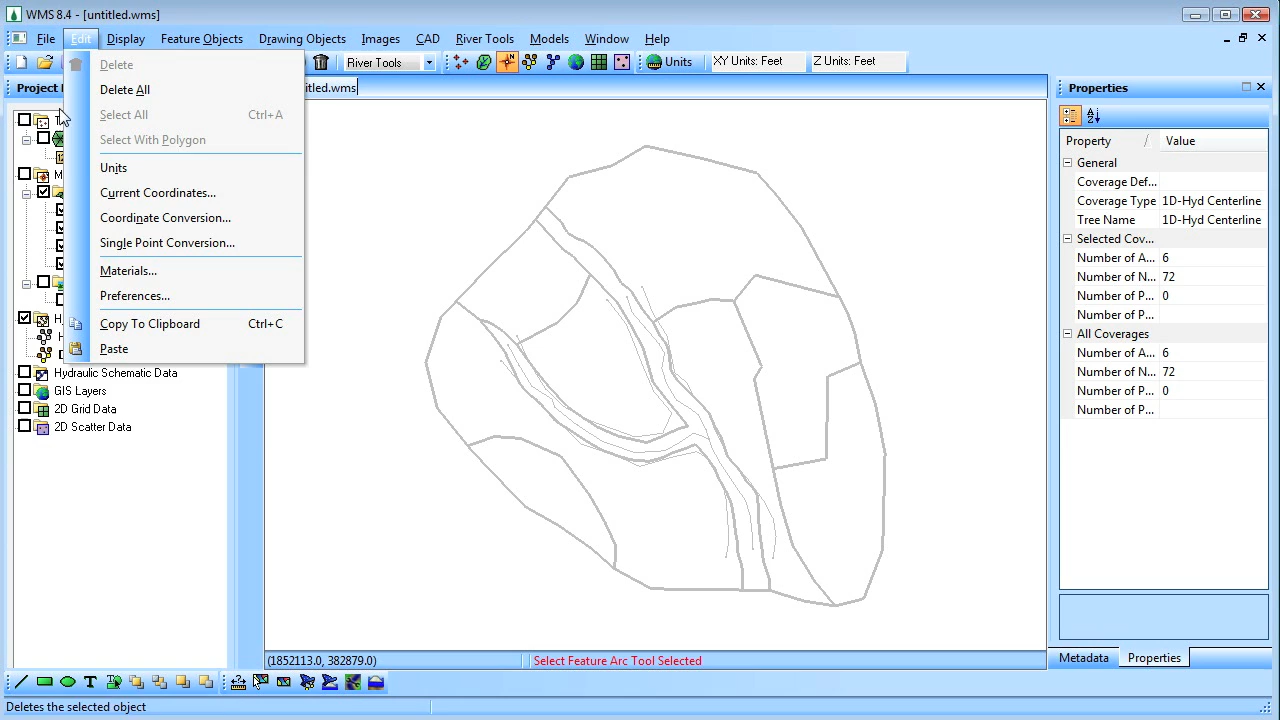 WMS 8.4 - [untitled.wms]
File Edit Display Feature Objects Drawing Objects Images CAD River Tools Models Window Help
River Tools Units XY Units: Feet Z Units: Feet
Project
tled.wms
Properties
Delete
Delete All
Select All Ctrl+A
Select With Polygon
Units
Current Coordinates...
Coordinate Conversion...
Single Point Conversion...
Materials...
Preferences...
Copy To Clipboard Ctrl+C
Paste
Hydraulic Schematic Data
GIS Layers
2D Grid Data
2D Scatter Data
Property / Value
General
Coverage Def...
Coverage Type 1D-Hyd Centerline
Tree Name 1D-Hyd Centerline
Selected Cov...
Number of A... 6
Number of N... 72
Number of P... 0
Number of P...
All Coverages
Number of A... 6
Number of N... 72
Number of P... 0
Number of P...
(1852113.0, 382879.0) Select Feature Arc Tool Selected
Metadata Properties
Deletes the selected object